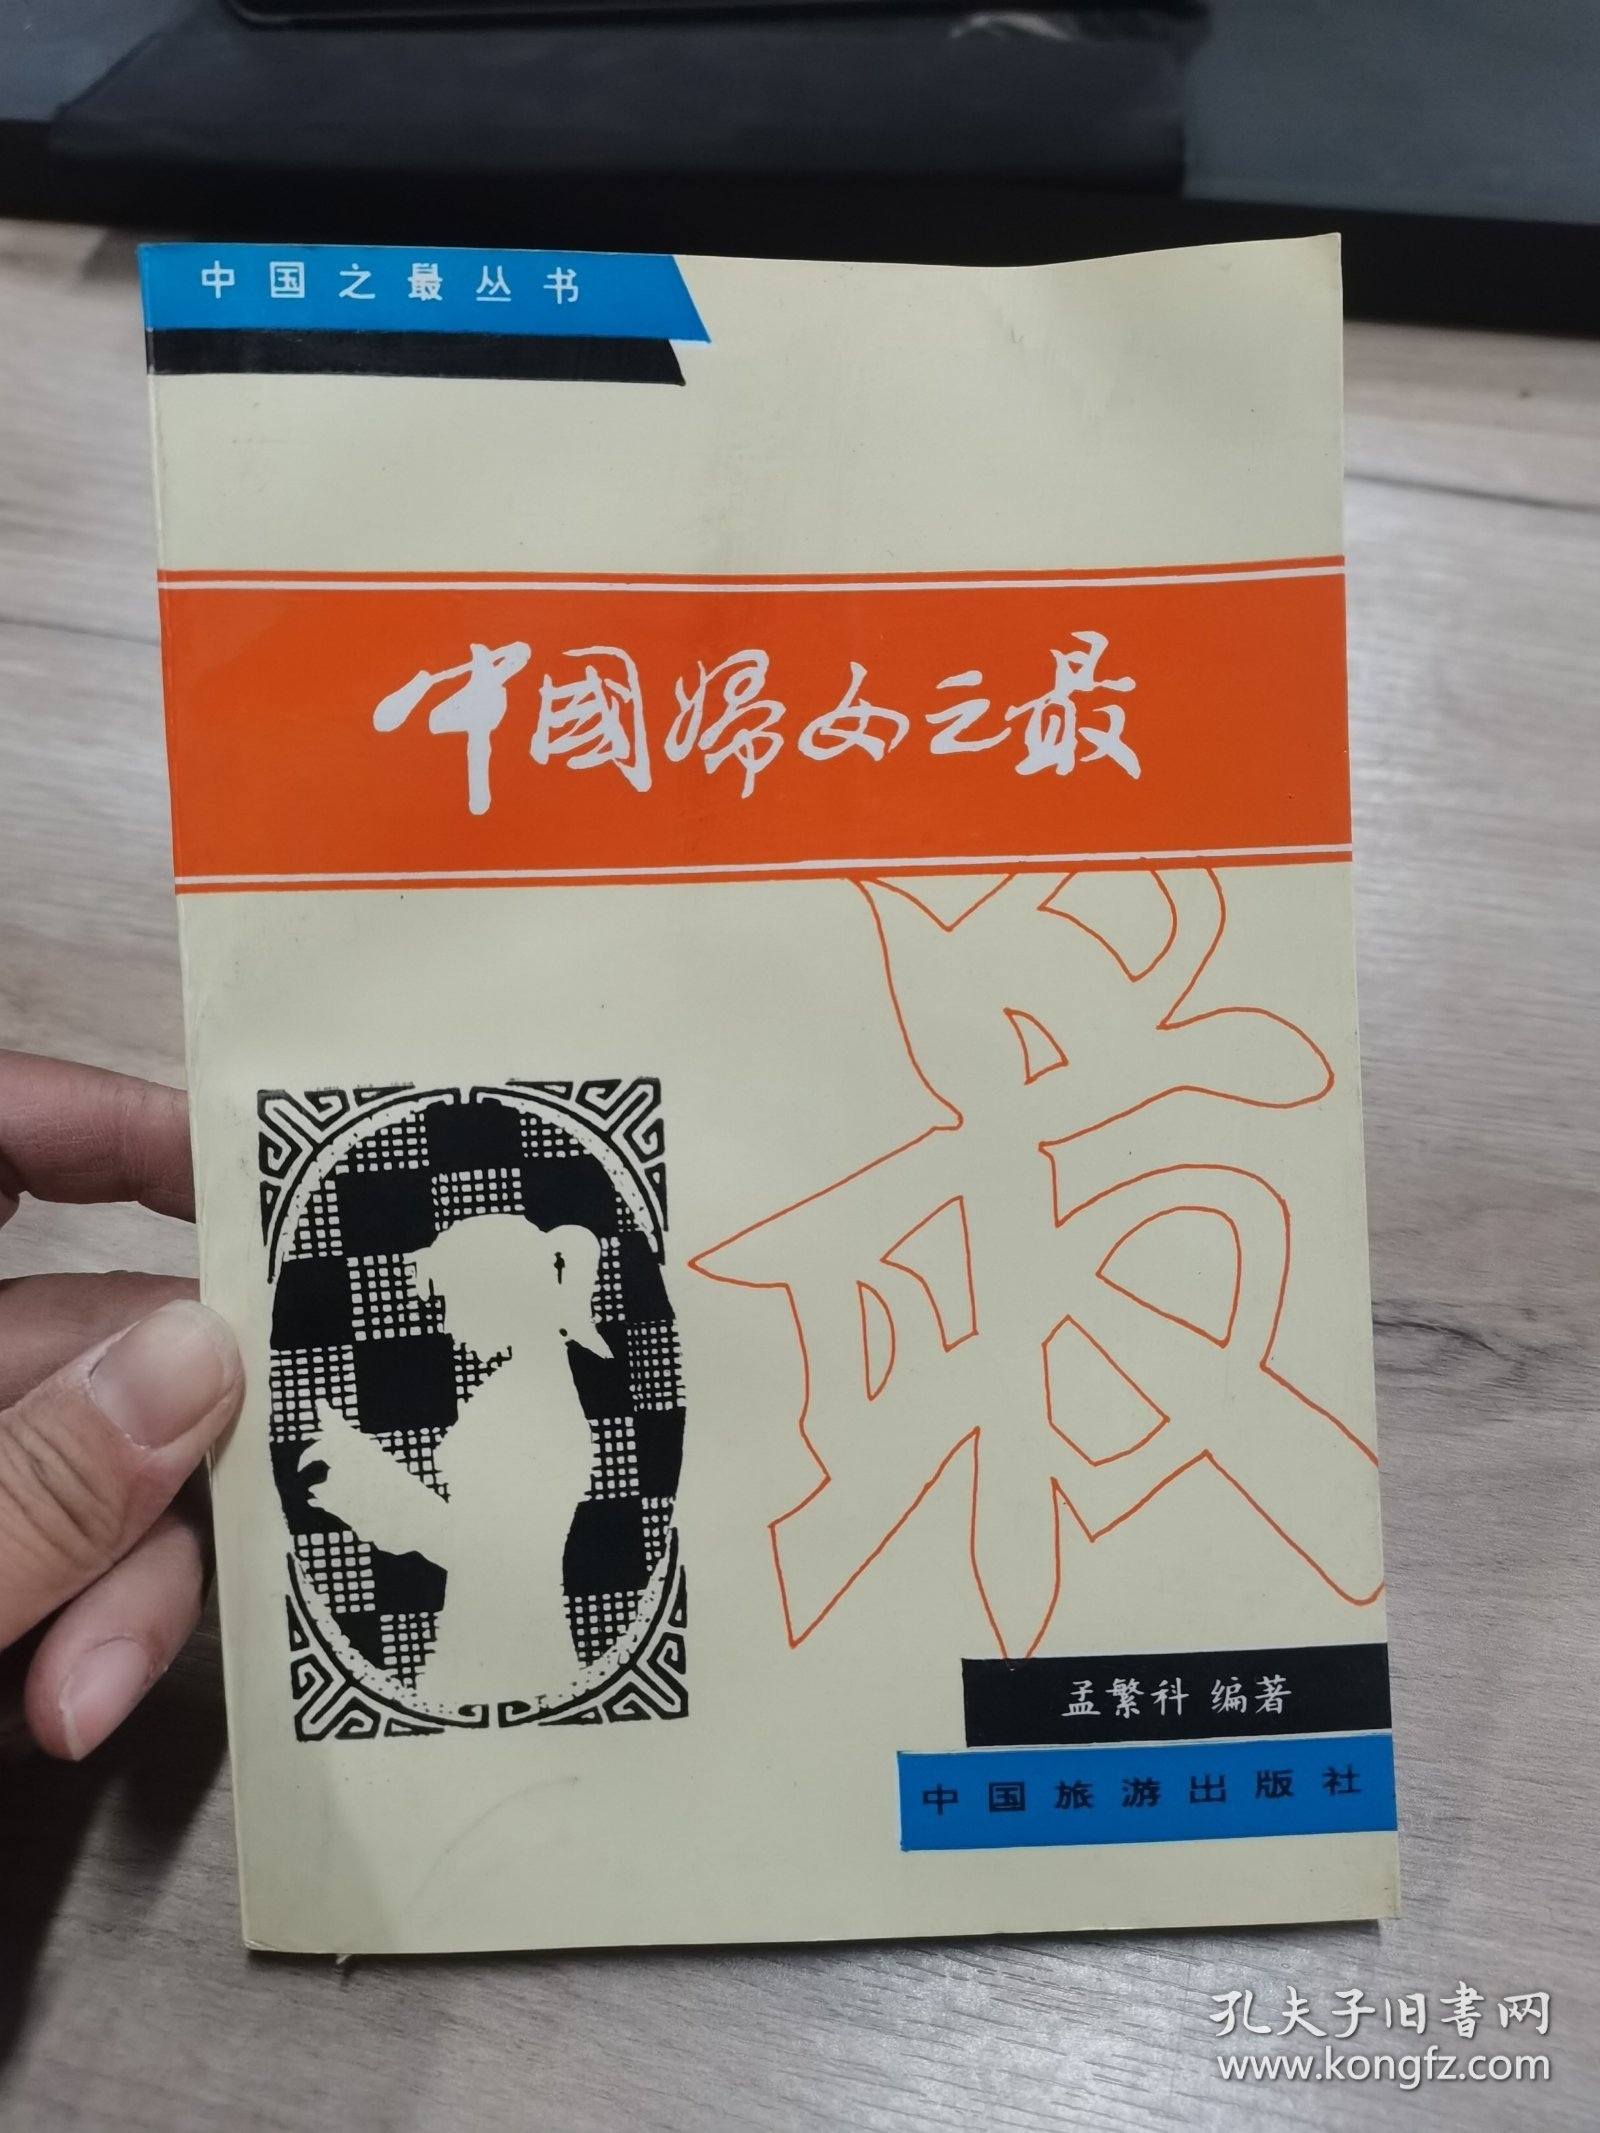 中国之最丛书
中國婦女之最
最
孟繁科 编著
中国旅游出版社
孔夫子旧书网
www.kongfz.com